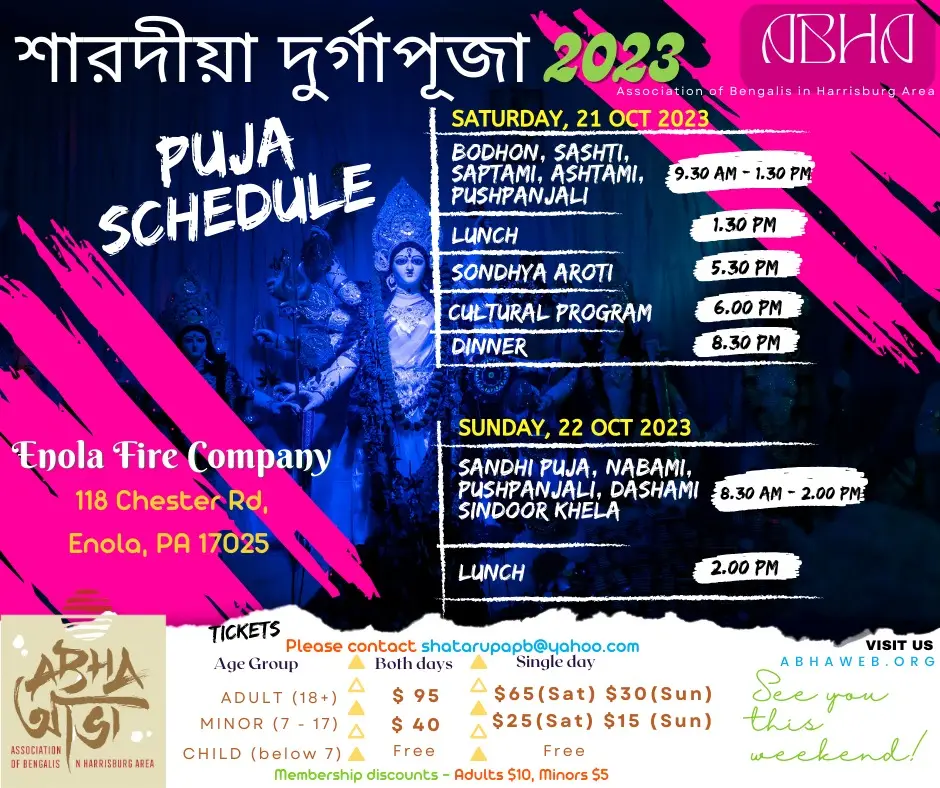 শারদীয়া দুর্গাপূজা 2023
ABHA
Association of Bengalis in Harrisburg Area
PUJA
SCHEDULE
SATURDAY, 21 OCT 2023
BODHON, SASHTI,
SAPTAMI, ASHTAMI,
PUSHPANJALI
9.30 AM - 1.30 PM
LUNCH 1.30 PM
SONDHYA AROTI 5.30 PM
CULTURAL PROGRAM 6.00 PM
DINNER 8.30 PM
Enola Fire Company
118 Chester Rd,
Enola, PA 17025
SUNDAY, 22 OCT 2023
SANDHI PUJA, NABAMI,
PUSHPANJALI, DASHAMI
SINDOOR KHELA
8.30 AM - 2.00 PM
LUNCH 2.00 PM
ABHA
আভা
ASSOCIATION
OF BENGALIS IN HARRISBURG AREA
TICKETS
Please contact shatarupapb@yahoo.com
Age Group Both days Single day
ADULT (18+) $ 95 $65(Sat) $30(Sun)
MINOR (7 - 17) $ 40 $25(Sat) $15 (Sun)
CHILD (below 7) Free Free
Membership discounts - Adults $10, Minors $5
VISIT US
ABHAWEB.ORG
See you
this
weekend!